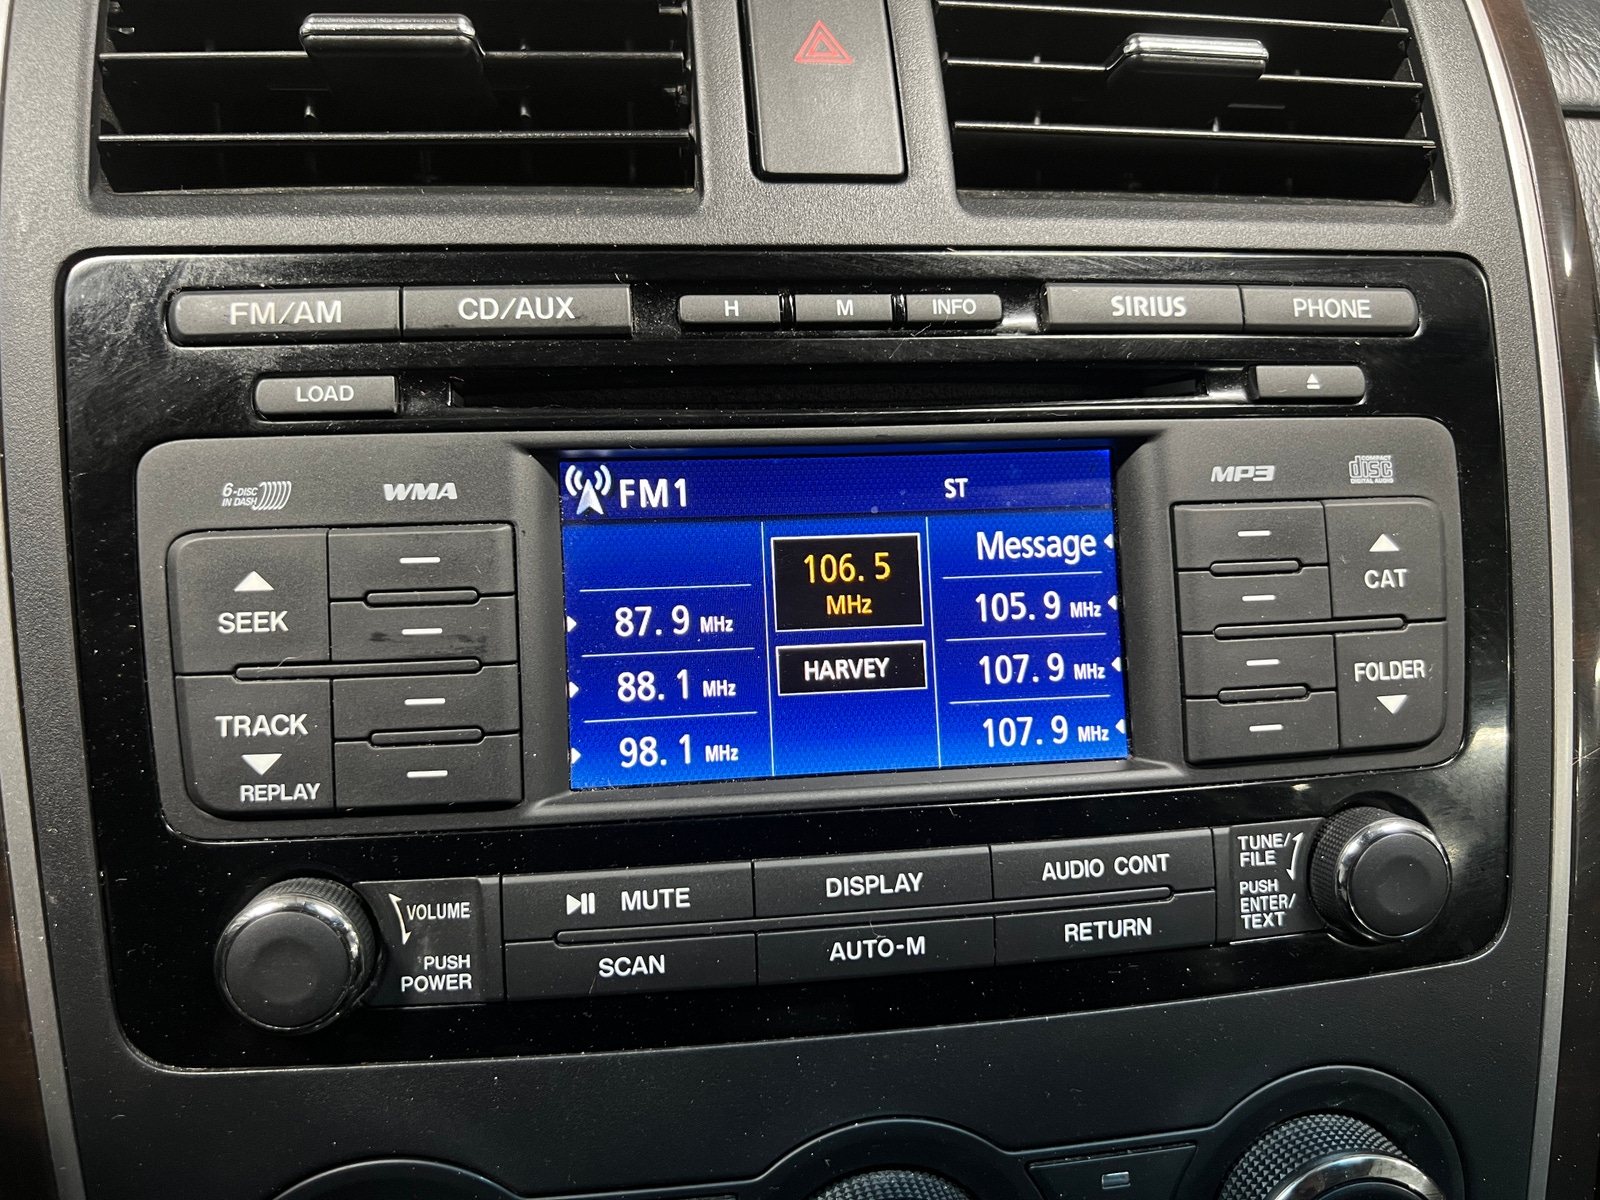 FM/AM
CD/AUX
H
M
INFO
SIRIUS
PHONE
LOAD
6-DISC
IN DASH
WMA
FM1
ST
MP3
COMPACT
disc
DIGITAL AUDIO
SEEK
TRACK
REPLAY
87.9 MHz
88.1 MHz
98.1 MHz
106.5
MHz
HARVEY
Message
105.9 MHz
107.9 MHz
107.9 MHz
CAT
FOLDER
VOLUME
PUSH
POWER
MUTE
DISPLAY
AUDIO CONT
SCAN
AUTO-M
RETURN
TUNE/
FILE
PUSH
ENTER/
TEXT